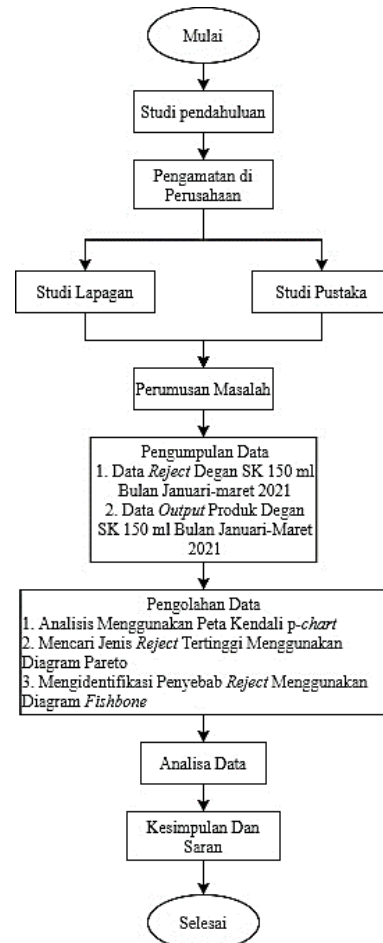 Mulai
Studi pendahuluan
Pengamatan di
Perusahaan
Studi Lapagan
Studi Pustaka
Perumusan Masalah
Pengumpulan Data
1. Data Reject Degan SK 150 ml
Bulan Januari-maret 2021
2. Data Output Produk Degan
SK 150 ml Bulan Januari-Maret
2021
Pengolahan Data
1. Analisis Menggunakan Peta Kendali p-chart
2. Mencari Jenis Reject Tertinggi Menggunakan
Diagram Pareto
3. Mengidentifikasi Penyebab Reject Menggunakan
Diagram Fishbone
Analisa Data
Kesimpulan Dan
Saran
Selesai